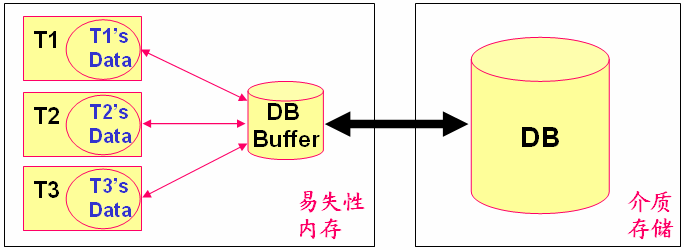 T1
T1's
Data
T2
T2's
Data
T3
T3's
Data
DB
Buffer
易失性
内存
DB
介质
存储